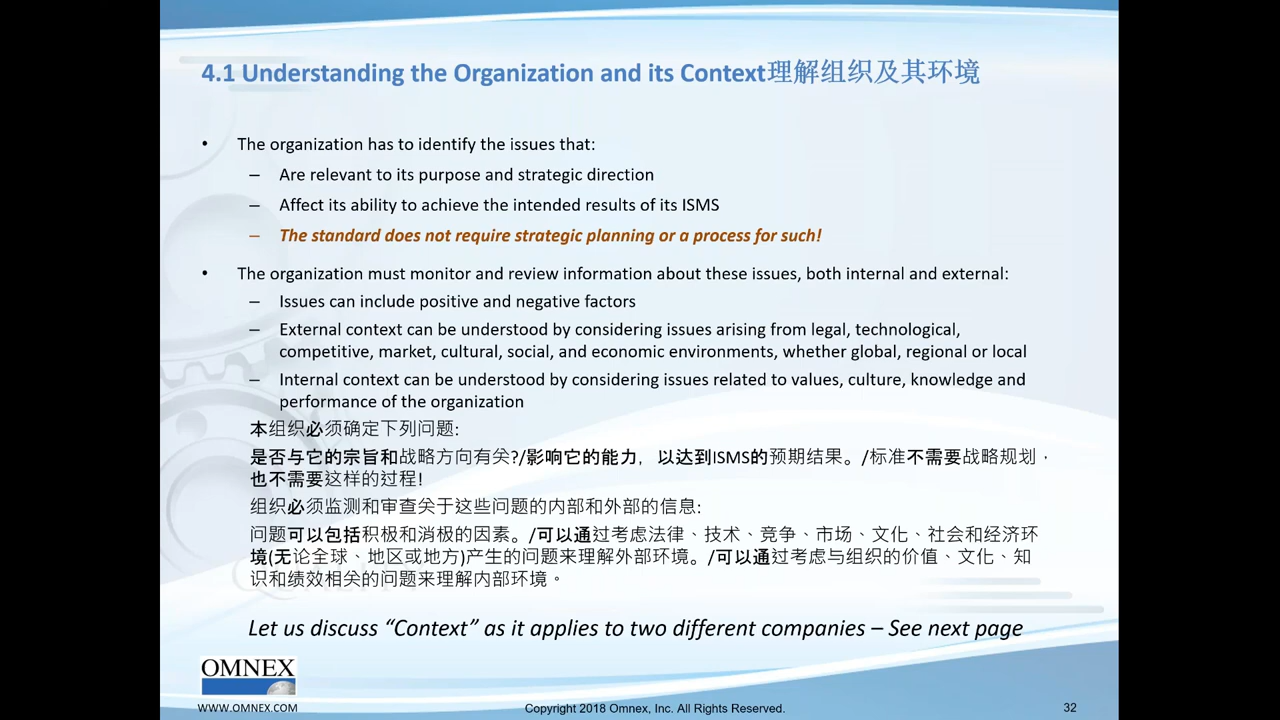 4.1 Understanding the Organization and its Context理解组织及其环境
• The organization has to identify the issues that:
– Are relevant to its purpose and strategic direction
– Affect its ability to achieve the intended results of its ISMS
– The standard does not require strategic planning or a process for such!
• The organization must monitor and review information about these issues, both internal and external:
– Issues can include positive and negative factors
– External context can be understood by considering issues arising from legal, technological,
competitive, market, cultural, social, and economic environments, whether global, regional or local
– Internal context can be understood by considering issues related to values, culture, knowledge and
performance of the organization
本组织必须确定下列问题:
是否与它的宗旨和战略方向有关?/影响它的能力，以达到ISMS的预期结果。/标准不需要战略规划，
也不需要这样的过程!
组织必须监测和审查关于这些问题的内部和外部的信息:
问题可以包括积极和消极的因素。/可以通过考虑法律、技术、竞争、市场、文化、社会和经济环
境(无论全球、地区或地方)产生的问题来理解外部环境。/可以通过考虑与组织的价值、文化、知
识和绩效相关的问题来理解内部环境。
Let us discuss “Context” as it applies to two different companies – See next page
OMNEX
WWW.OMNEX.COM
Copyright 2018 Omnex, Inc. All Rights Reserved.
32